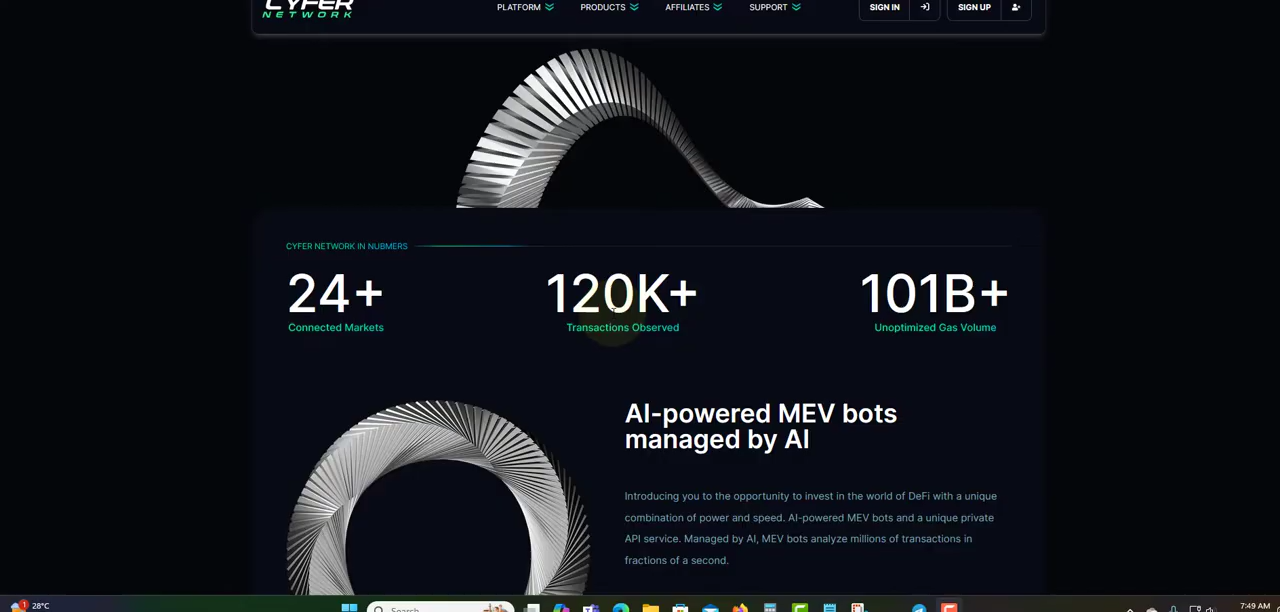 CYFER
NETWORK
PLATFORM
PRODUCTS
AFFILIATES
SUPPORT
SIGN IN
SIGN UP
CYFER NETWORK IN NUBMERS
24+
120K+
101B+
Connected Markets
Transactions Observed
Unoptimized Gas Volume
AI-powered MEV bots
managed by AI
Introducing you to the opportunity to invest in the world of DeFi with a unique
combination of power and speed. AI-powered MEV bots and a unique private
API service. Managed by AI, MEV bots analyze millions of transactions in
fractions of a second.
1
28°C
Search
7:49 AM